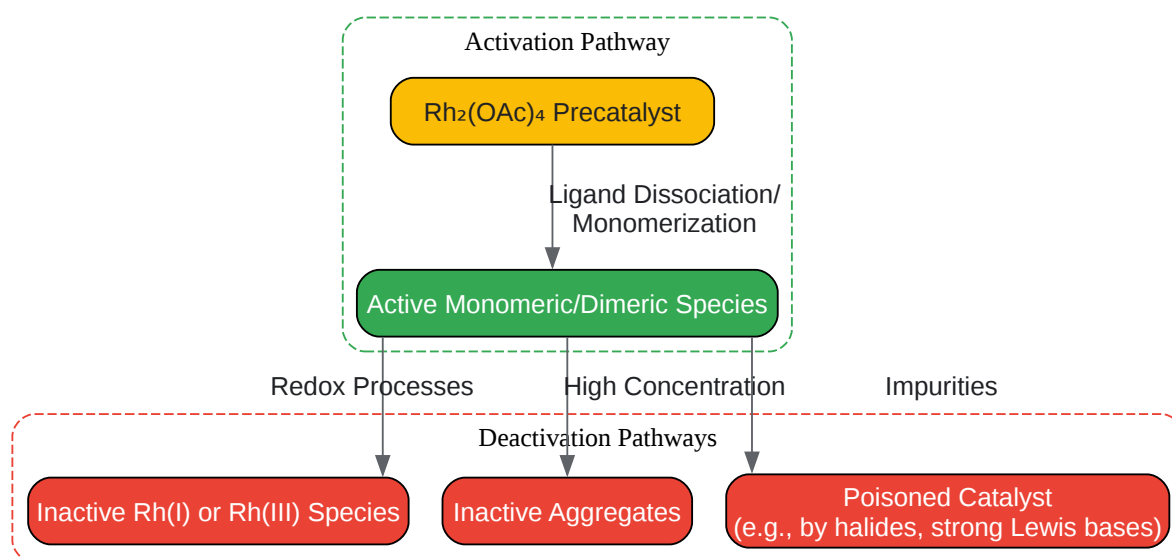 Activation Pathway
Rh₂(OAc)₄ Precatalyst
Ligand Dissociation/
Monomerization
Active Monomeric/Dimeric Species
Redox Processes
High Concentration
Impurities
Deactivation Pathways
Inactive Rh(I) or Rh(III) Species
Inactive Aggregates
Poisoned Catalyst
(e.g., by halides, strong Lewis bases)